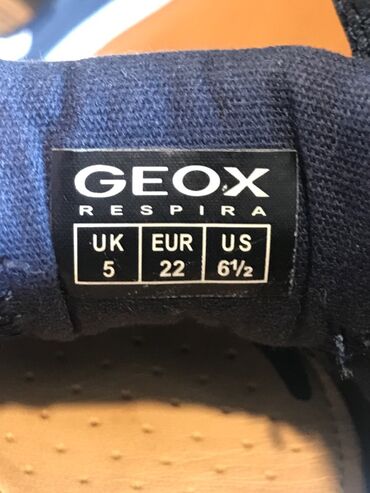 GEOX
RESPIRA
UK EUR US
5 22 6½